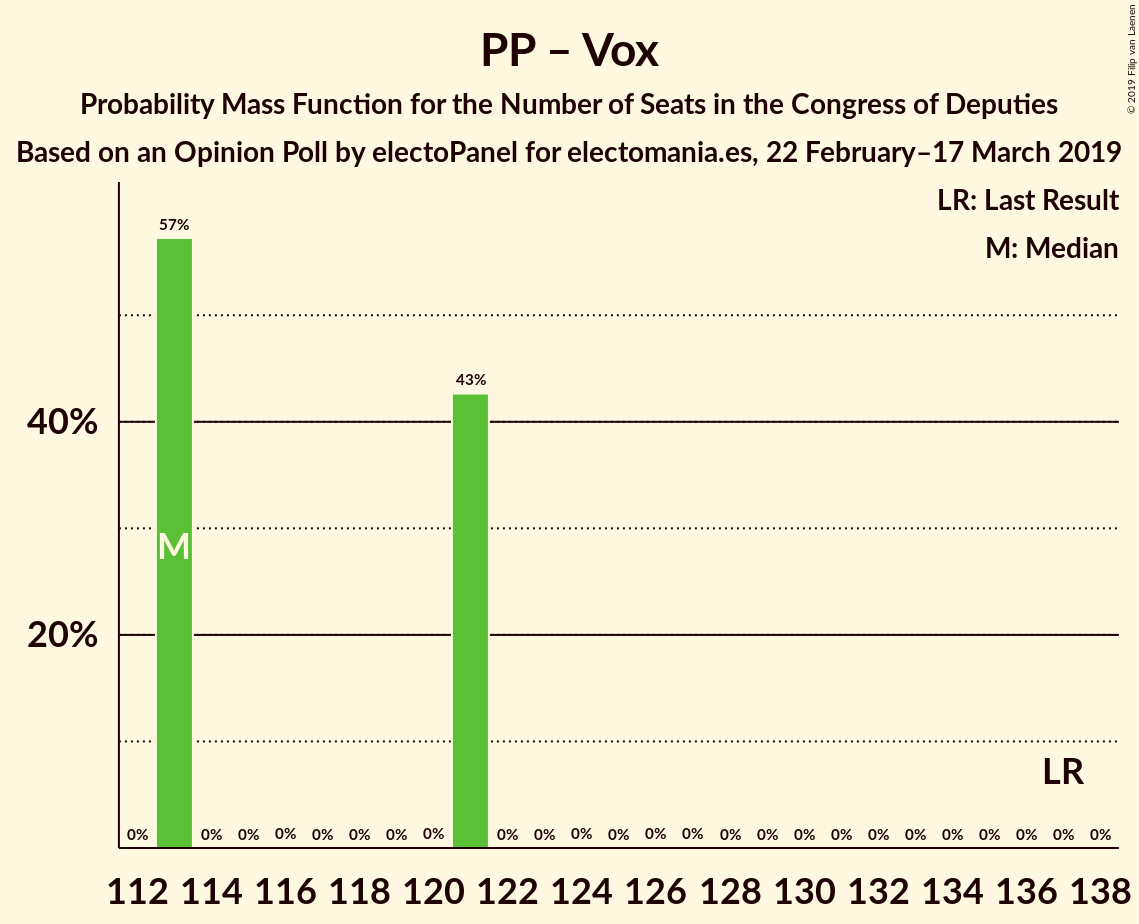 PP – Vox
Probability Mass Function for the Number of Seats in the Congress of Deputies
Based on an Opinion Poll by electoPanel for electomania.es, 22 February–17 March 2019
© 2019 Filip van Laenen
LR: Last Result
M: Median
57%
43%
40%
M
20%
LR
0% 0% 0% 0% 0% 0% 0% 0% 0% 0% 0% 0% 0% 0% 0% 0% 0% 0% 0% 0% 0% 0% 0% 0% 0%
112 114 116 118 120 122 124 126 128 130 132 134 136 138